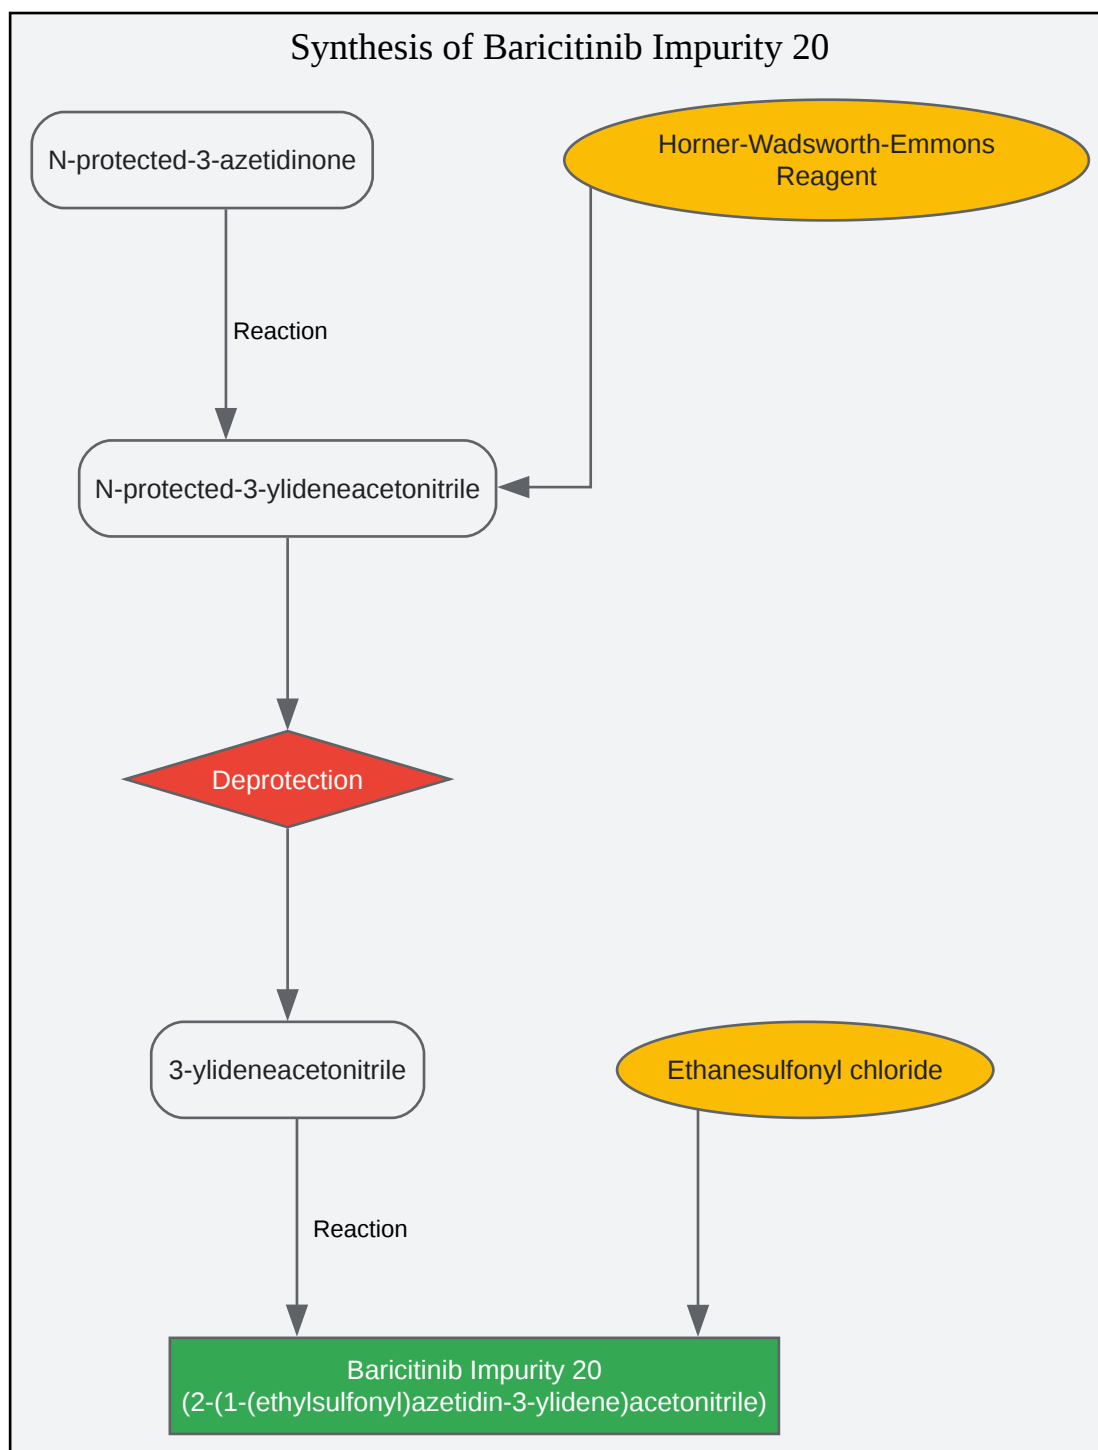 Synthesis of Baricitinib Impurity 20
N-protected-3-azetidinone
Horner-Wadsworth-Emmons
Reagent
Reaction
N-protected-3-ylideneacetonitrile
Deprotection
3-ylideneacetonitrile
Ethanesulfonyl chloride
Reaction
Baricitinib Impurity 20
(2-(1-(ethylsulfonyl)azetidin-3-ylidene)acetonitrile)